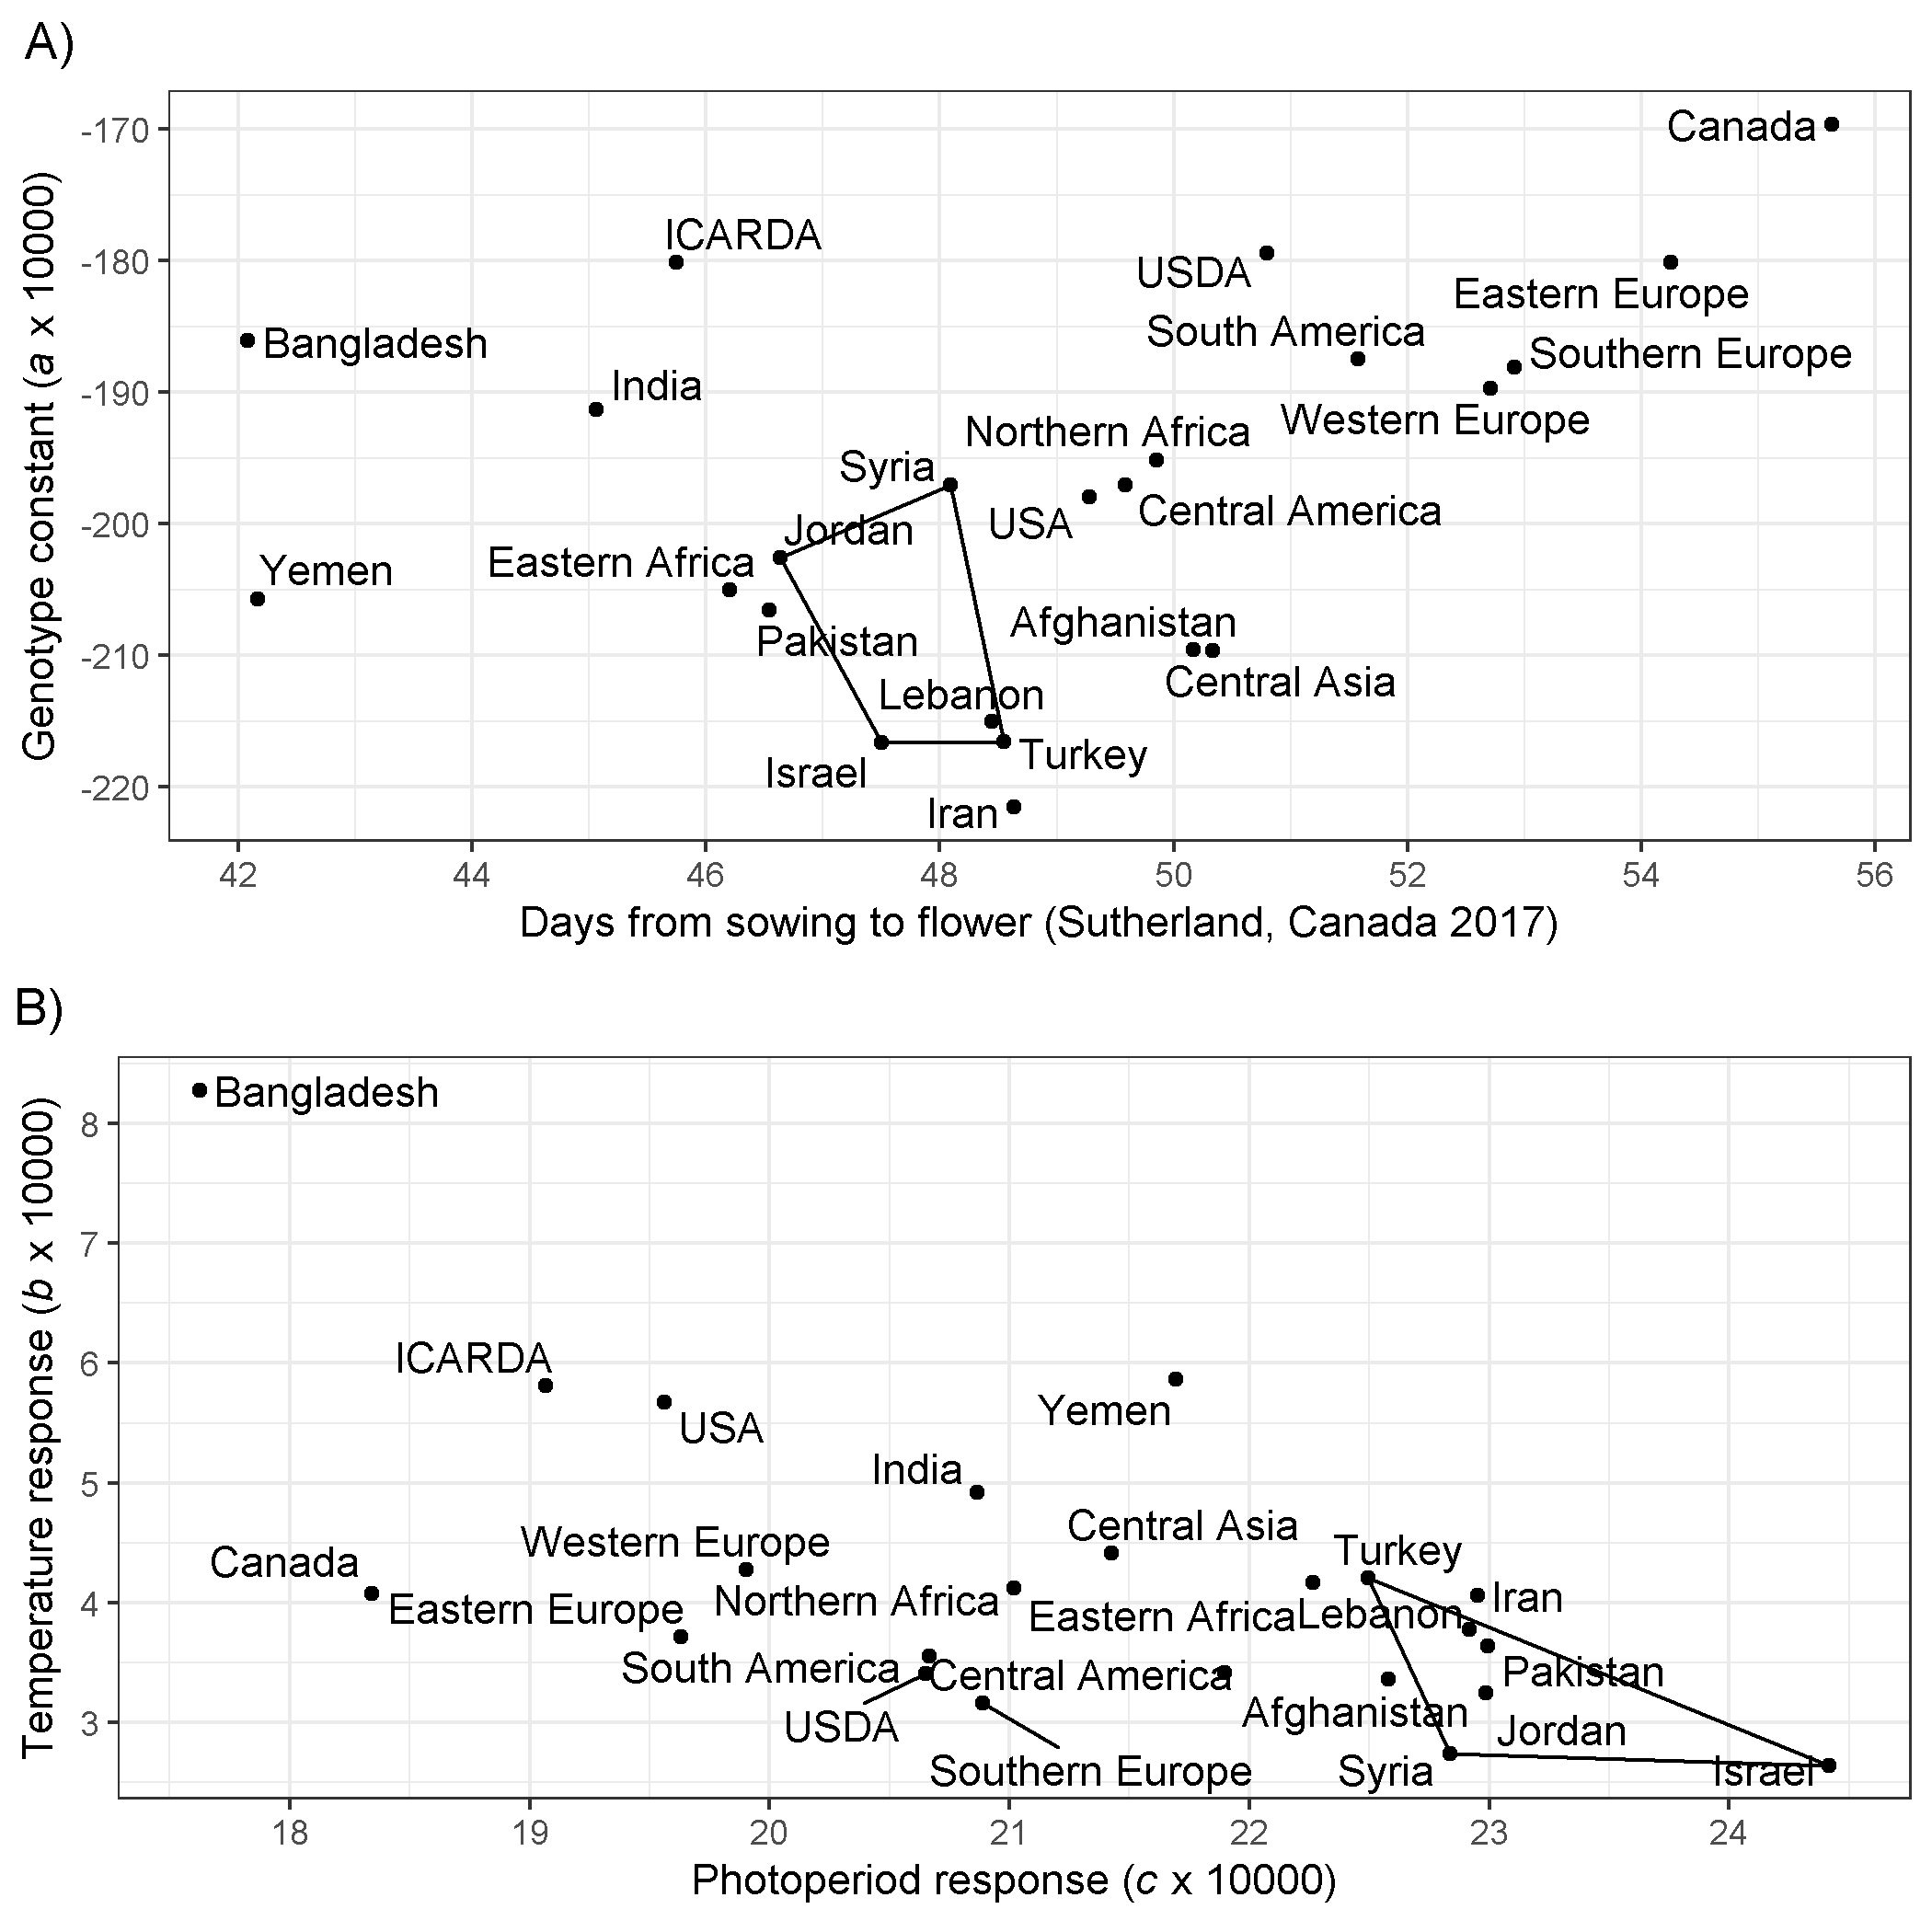 A)
Genotype constant (a x 10000)
-170
-180
-190
-200
-210
-220
Canada
ICARDA
USDA
Eastern Europe
Bangladesh
South America
Southern Europe
India
Western Europe
Northern Africa
Syria
USA
Central America
Jordan
Eastern Africa
Yemen
Afghanistan
Pakistan
Central Asia
Lebanon
Turkey
Israel
Iran
42 44 46 48 50 52 54 56
Days from sowing to flower (Sutherland, Canada 2017)
B)
Temperature response (b x 10000)
8
7
6
5
4
3
Bangladesh
ICARDA
Yemen
USA
India
Central Asia
Western Europe
Turkey
Canada
Northern Africa
Iran
Eastern Europe
Eastern Africa
Lebanon
South America
Central America
Pakistan
Afghanistan
USDA
Jordan
Southern Europe
Syria
Israel
18 19 20 21 22 23 24
Photoperiod response (c x 10000)